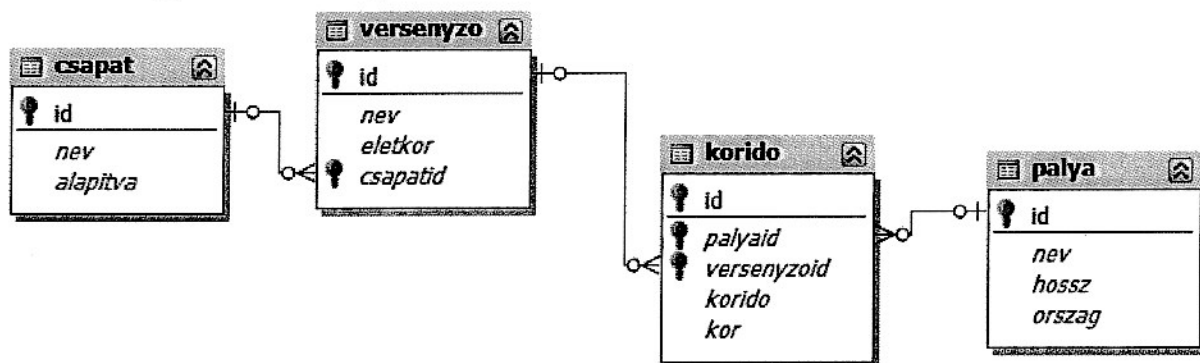 csapat
id
nev
alapitva
versenyzo
id
nev
eletkor
csapatid
korido
id
palyaid
versenyzoid
korido
kor
palya
id
nev
hossz
orszag